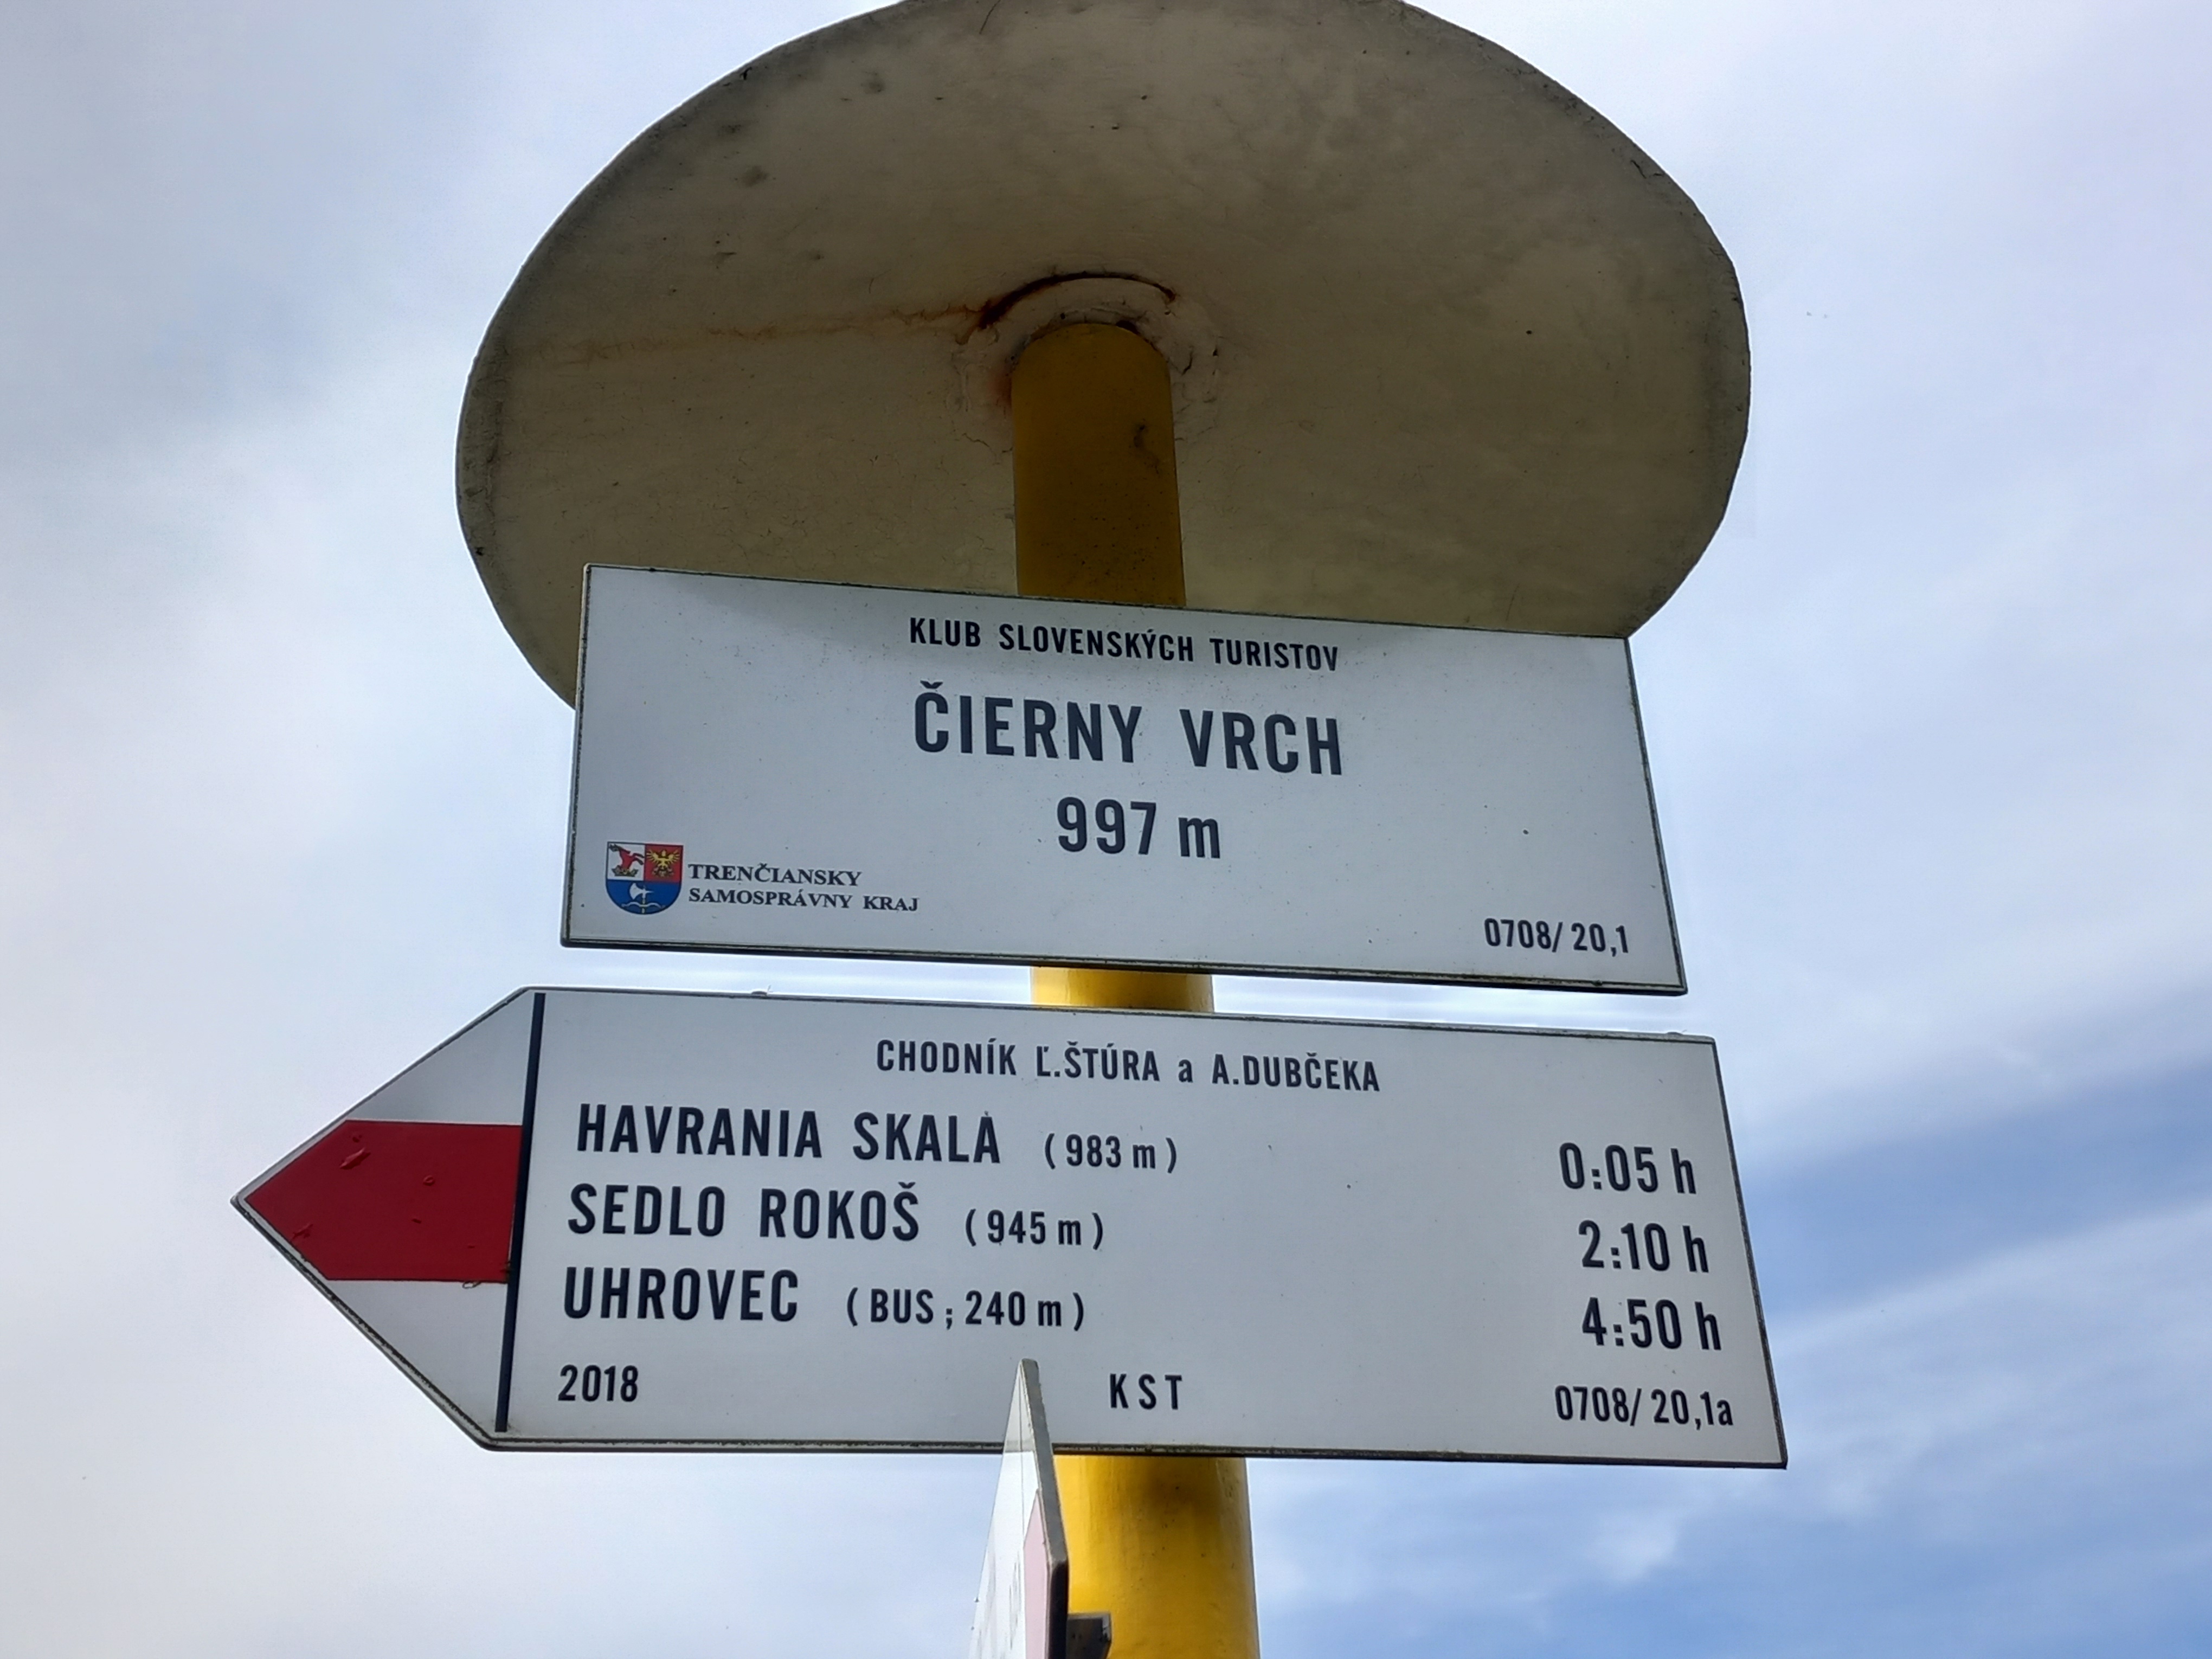 KLUB SLOVENSKÝCH TURISTOV
ČIERNY VRCH
997 m
TRENČIANSKY
SAMOSPRÁVNY KRAJ
0708/20,1
CHODNÍK Ľ.ŠTÚRA a A.DUBČEKA
HAVRANIA SKALA (983 m) 0:05 h
SEDLO ROKOŠ (945 m) 2:10 h
UHROVEC (BUS; 240 m) 4:50 h
2018 KST 0708/20,1a